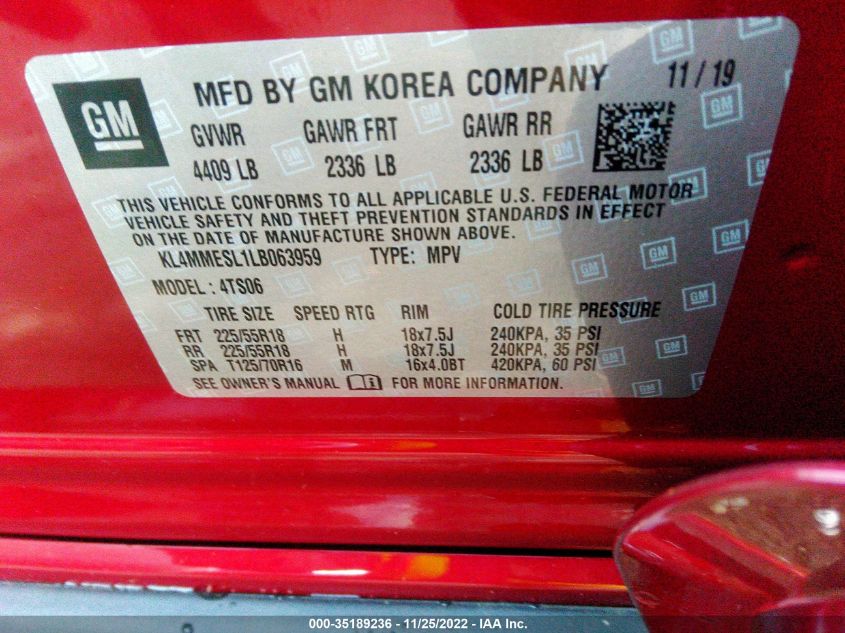 GM
MFD BY GM KOREA COMPANY 11/19
GVWR GAWR FRT GAWR RR
4409 LB 2336 LB 2336 LB
THIS VEHICLE CONFORMS TO ALL APPLICABLE U.S. FEDERAL MOTOR
VEHICLE SAFETY AND THEFT PREVENTION STANDARDS IN EFFECT
ON THE DATE OF MANUFACTURE SHOWN ABOVE.
KL4MMESL1LB063959 TYPE: MPV
MODEL: 4TS06
TIRE SIZE SPEED RTG RIM COLD TIRE PRESSURE
FRT 225/55R18 H 18x7.5J 240KPA, 35 PSI
RR 225/55R18 H 18x7.5J 240KPA, 35 PSI
SPA T125/70R16 M 16x4.0BT 420KPA, 60 PSI
SEE OWNER'S MANUAL FOR MORE INFORMATION.
000-35189236 - 11/25/2022 - IAA Inc.